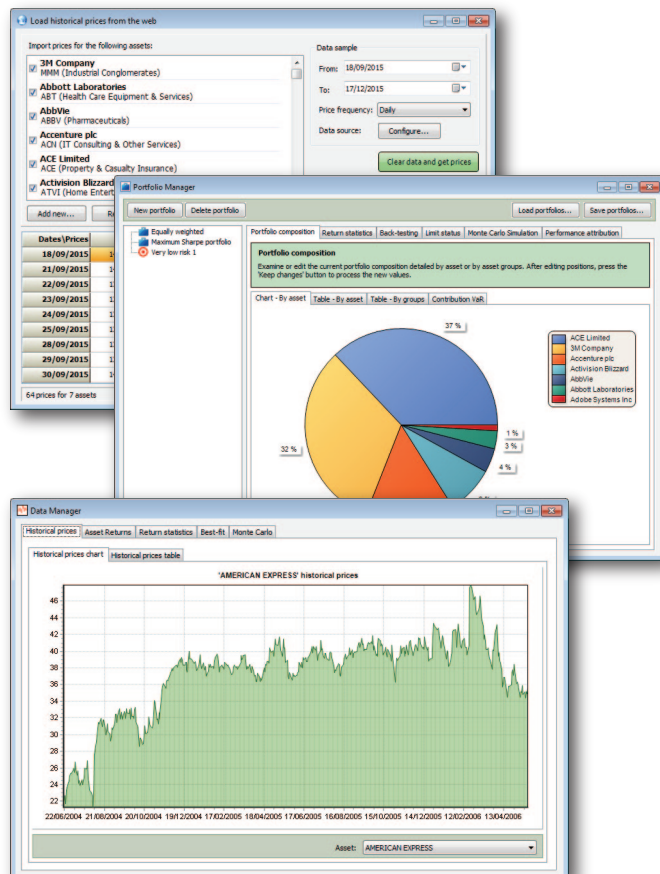 Load historical prices from the web
Import prices for the following assets:
3M Company
MMM (Industrial Conglomerates)
Abbott Laboratories
ABT (Health Care Equipment & Services)
AbbVie
ABBV (Pharmaceuticals)
Accenture plc
ACN (IT Consulting & Other Services)
ACE Limited
ACE (Property & Casualty Insurance)
Activision Blizzard
ATVI (Home Entert
Add new...
Data sample
From: 18/09/2015
To: 17/12/2015
Price frequency: Daily
Data source: Configure...
Clear data and get prices
Dates\Prices
18/09/2015
21/09/2015
22/09/2015
23/09/2015
24/09/2015
25/09/2015
28/09/2015
29/09/2015
30/09/2015
64 prices for 7 assets
Portfolio Manager
New portfolio Delete portfolio Load portfolios... Save portfolios...
Equally weighted
Maximum Sharpe portfolio
Very low risk 1
Portfolio composition Return statistics Back-testing Limit status Monte Carlo Simulation Performance attribution
Portfolio composition
Examine or edit the current portfolio composition detailed by asset or by asset groups. After editing positions, press the
'Keep changes' button to process the new values.
Chart - By asset Table - By asset Table - By groups Contribution VaR
37 %
32 %
1 %
3 %
4 %
ACE Limited
3M Company
Accenture plc
Activision Blizzard
AbbVie
Abbott Laboratories
Adobe Systems Inc
Data Manager
Historical prices Asset Returns Return statistics Best-fit Monte Carlo
Historical prices chart Historical prices table
'AMERICAN EXPRESS' historical prices
46
44
42
40
38
36
34
32
30
28
26
24
22
22/06/2004 21/08/2004 20/10/2004 19/12/2004 17/02/2005 18/04/2005 17/06/2005 16/08/2005 15/10/2005 14/12/2005 12/02/2006 13/04/2006
Asset: AMERICAN EXPRESS